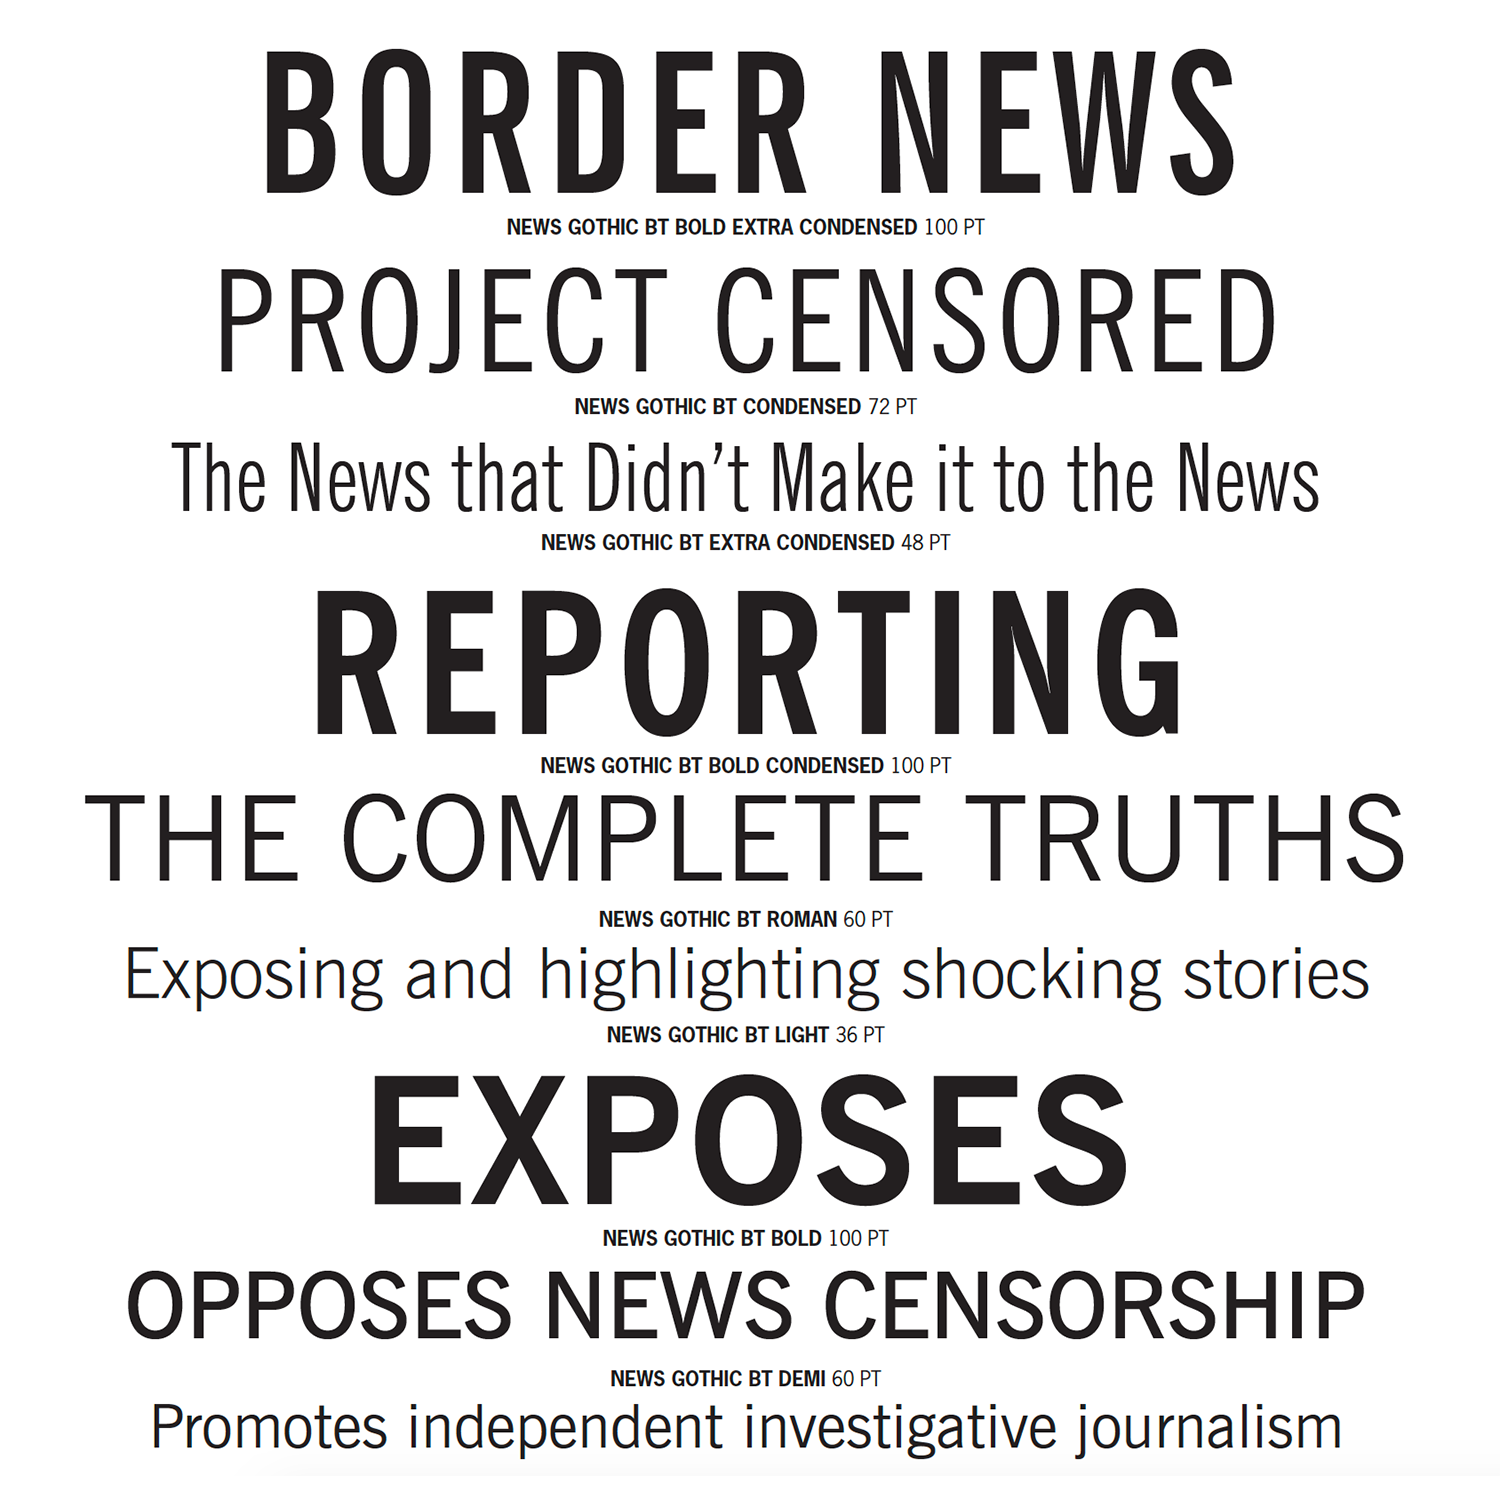 BORDER NEWS
NEWS GOTHIC BT BOLD EXTRA CONDENSED 100 PT
PROJECT CENSORED
NEWS GOTHIC BT CONDENSED 72 PT
The News that Didn’t Make it to the News
NEWS GOTHIC BT EXTRA CONDENSED 48 PT
REPORTING
NEWS GOTHIC BT BOLD CONDENSED 100 PT
THE COMPLETE TRUTHS
NEWS GOTHIC BT ROMAN 60 PT
Exposing and highlighting shocking stories
NEWS GOTHIC BT LIGHT 36 PT
EXPOSES
NEWS GOTHIC BT BOLD 100 PT
OPPOSES NEWS CENSORSHIP
NEWS GOTHIC BT DEMI 60 PT
Promotes independent investigative journalism